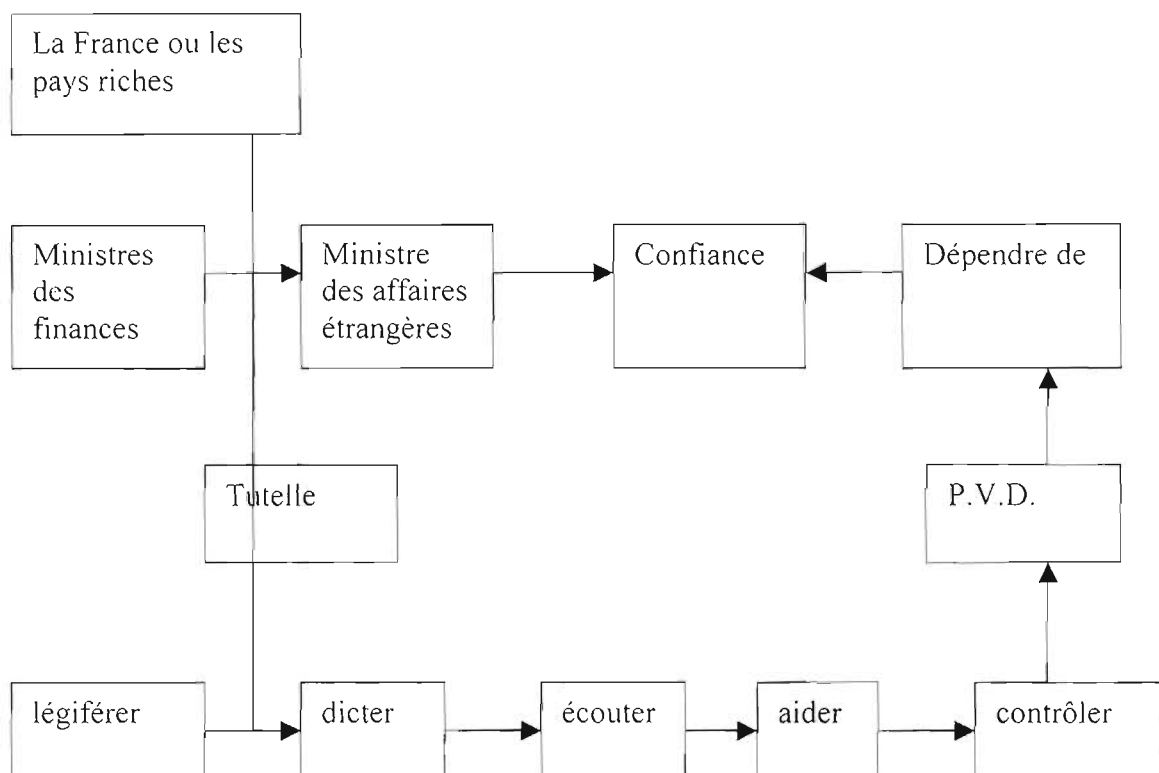 La France ou les
pays riches
Ministres
des
finances
Ministre
des affaires
étrangères
Confiance
Dépendre de
Tutelle
P.V.D.
légiférer
dicter
écouter
aider
contrôler